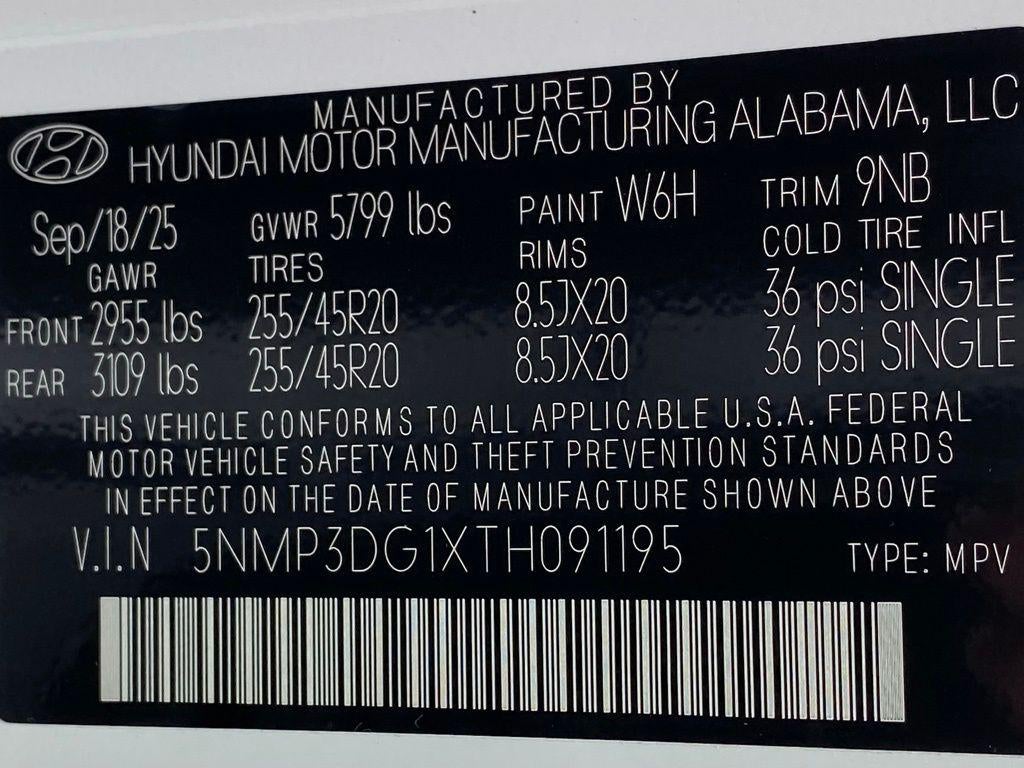 MANUFACTURED BY
HYUNDAI MOTOR MANUFACTURING ALABAMA, LLC
Sep/18/25 GVWR 5799 lbs PAINT W6H TRIM 9NB
GAWR TIRES RIMS COLD TIRE INFL
FRONT 2955 lbs 255/45R20 8.5JX20 36 psi SINGLE
REAR 3109 lbs 255/45R20 8.5JX20 36 psi SINGLE
THIS VEHICLE CONFORMS TO ALL APPLICABLE U.S.A. FEDERAL
MOTOR VEHICLE SAFETY AND THEFT PREVENTION STANDARDS
IN EFFECT ON THE DATE OF MANUFACTURE SHOWN ABOVE
V.I.N 5NMP3DG1XTH091195 TYPE: MPV